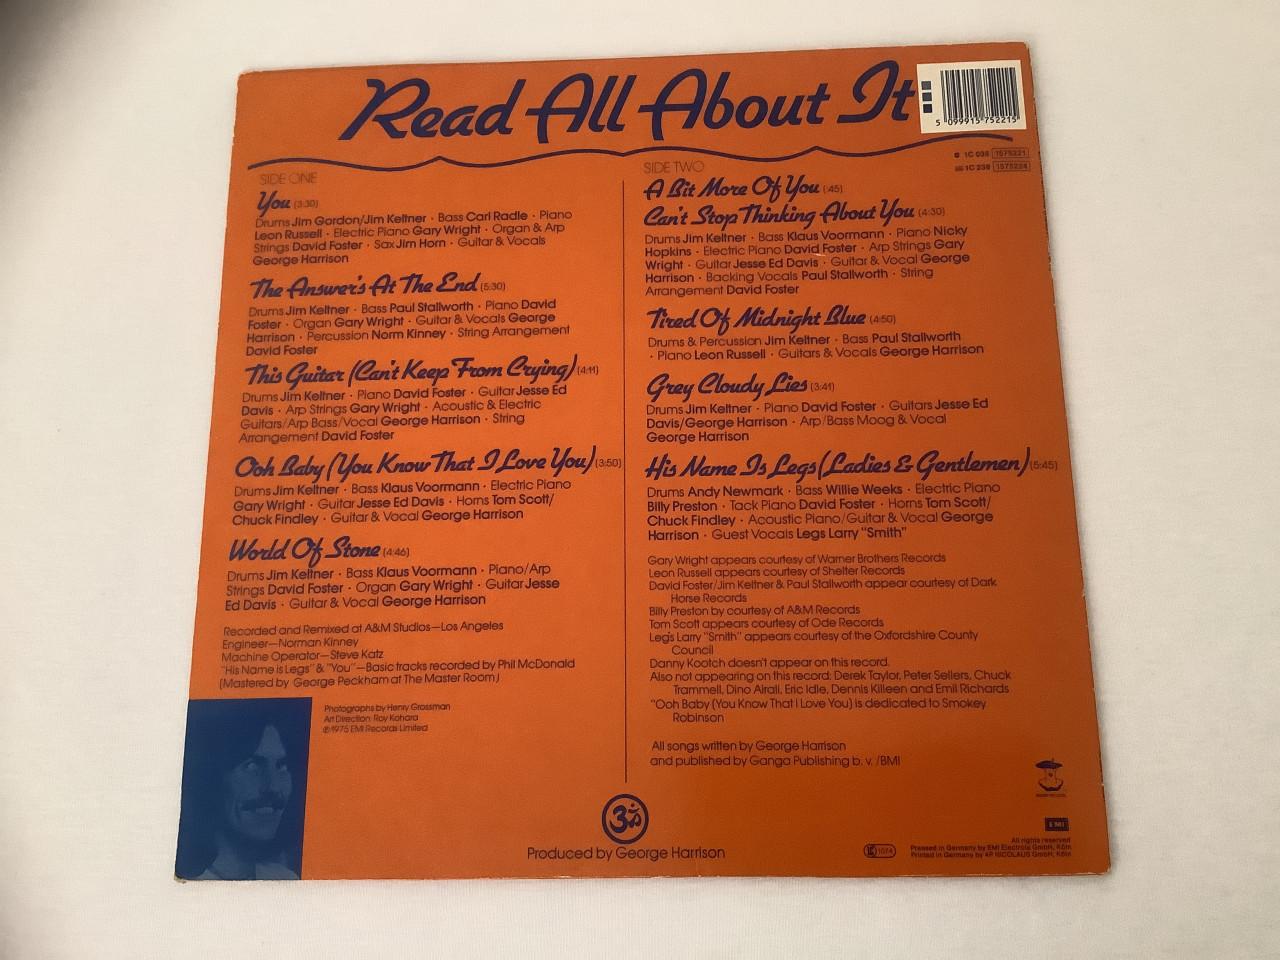 Read All About It
5 099915 752215
1C 038 1575221
1C 238 1575224
SIDE ONE
You (3:30)
Drums Jim Gordon/Jim Keltner · Bass Carl Radle · Piano
Leon Russell · Electric Piano Gary Wright · Organ & Arp
Strings David Foster · Sax Jim Horn · Guitar & Vocals
George Harrison
The Answer's At The End (5:30)
Drums Jim Keltner · Bass Paul Stallworth · Piano David
Foster · Organ Gary Wright · Guitar & Vocals George
Harrison · Percussion Norm Kinney · String Arrangement
David Foster
This Guitar (Can't Keep From Crying) (4:11)
Drums Jim Keltner · Piano David Foster · Guitar Jesse Ed
Davis · Arp Strings Gary Wright · Acoustic & Electric
Guitars/Arp Bass/Vocal George Harrison · String
Arrangement David Foster
Ooh Baby (You Know That I Love You) (3:50)
Drums Jim Keltner · Bass Klaus Voormann · Electric Piano
Gary Wright · Guitar Jesse Ed Davis · Horns Tom Scott/
Chuck Findley · Guitar & Vocal George Harrison
World Of Stone (4:46)
Drums Jim Keltner · Bass Klaus Voormann · Piano/Arp
Strings David Foster · Organ Gary Wright · Guitar Jesse
Ed Davis · Guitar & Vocal George Harrison
Recorded and Remixed at A&M Studios—Los Angeles
Engineer—Norman Kinney
Machine Operator—Steve Katz
"His Name is Legs" & "You"—Basic tracks recorded by Phil McDonald
(Mastered by George Peckham at The Master Room)
Photographs by Henry Grossman
Art Direction: Roy Kohara
℗1975 EMI Records Limited
SIDE TWO
A Bit More Of You (:45)
Can't Stop Thinking About You (4:30)
Drums Jim Keltner · Bass Klaus Voormann · Piano Nicky
Hopkins · Electric Piano David Foster · Arp Strings Gary
Wright · Guitar Jesse Ed Davis · Guitar & Vocal George
Harrison · Backing Vocals Paul Stallworth · String
Arrangement David Foster
Tired Of Midnight Blue (4:50)
Drums & Percussion Jim Keltner · Bass Paul Stallworth
· Piano Leon Russell · Guitars & Vocals George Harrison
Grey Cloudy Lies (3:41)
Drums Jim Keltner · Piano David Foster · Guitars Jesse Ed
Davis/George Harrison · Arp/Bass Moog & Vocal
George Harrison
His Name Is Legs (Ladies & Gentlemen) (5:45)
Drums Andy Newmark · Bass Willie Weeks · Electric Piano
Billy Preston · Tack Piano David Foster · Horns Tom Scott/
Chuck Findley · Acoustic Piano/Guitar & Vocal George
Harrison · Guest Vocals Legs Larry "Smith"
Gary Wright appears courtesy of Warner Brothers Records
Leon Russell appears courtesy of Shelter Records
David Foster/Jim Keltner & Paul Stallworth appear courtesy of Dark
Horse Records
Billy Preston by courtesy of A&M Records
Tom Scott appears courtesy of Ode Records
Legs Larry "Smith" appears courtesy of the Oxfordshire County
Council
Danny Kootch doesn't appear on this record.
Also not appearing on this record: Derek Taylor, Peter Sellers, Chuck
Trammell, Dino Airali, Eric Idle, Dennis Killeen and Emil Richards
"Ooh Baby (You Know That I Love You) is dedicated to Smokey
Robinson
All songs written by George Harrison
and published by Ganga Publishing b. v. /BMI
Produced by George Harrison
EMI
All rights reserved
Pressed in Germany by EMI Electrola GmbH, Köln
Printed in Germany by 4P NICOLAUS GmbH, Köln